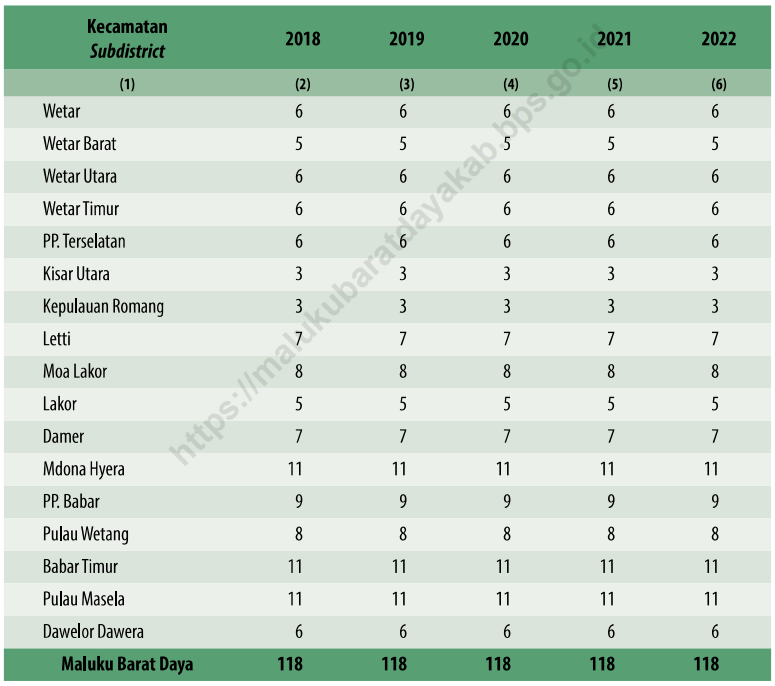 Kecamatan
Subdistrict 2018 2019 2020 2021 2022
(1) (2) (3) (4) (5) (6)
Wetar 6 6 6 6 6
Wetar Barat 5 5 5 5 5
Wetar Utara 6 6 6 6 6
Wetar Timur 6 6 6 6 6
PP. Terselatan 6 6 6 6 6
Kisar Utara 3 3 3 3 3
Kepulauan Romang 3 3 3 3 3
Letti 7 7 7 7 7
Moa Lakor 8 8 8 8 8
Lakor 5 5 5 5 5
Damer 7 7 7 7 7
Mdona Hyera 11 11 11 11 11
PP. Babar 9 9 9 9 9
Pulau Wetang 8 8 8 8 8
Babar Timur 11 11 11 11 11
Pulau Masela 11 11 11 11 11
Dawelor Dawera 6 6 6 6 6
Maluku Barat Daya 118 118 118 118 118
https://malukubaratdayakab.bps.go.id